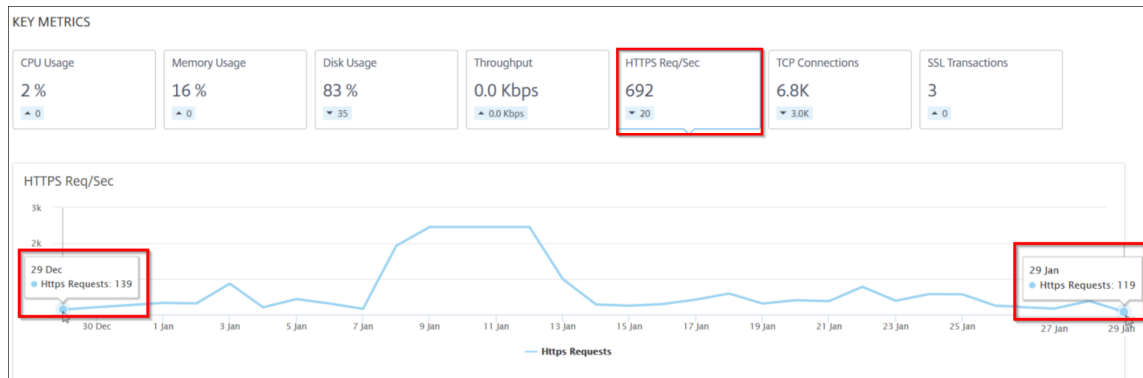 KEY METRICS
CPU Usage
2 %
▲ 0
Memory Usage
16 %
▲ 0
Disk Usage
83 %
▼ 35
Throughput
0.0 Kbps
▲ 0.0 Kbps
HTTPS Req/Sec
692
▼ 20
TCP Connections
6.8K
▼ 3.0K
SSL Transactions
3
▲ 0
HTTPS Req/Sec
3k
2k
29 Dec
Https Requests: 139
29 Jan
Https Requests: 119
30 Dec 1 Jan 3 Jan 5 Jan 7 Jan 9 Jan 11 Jan 13 Jan 15 Jan 17 Jan 19 Jan 21 Jan 23 Jan 25 Jan 27 Jan 29 Jan
Https Requests